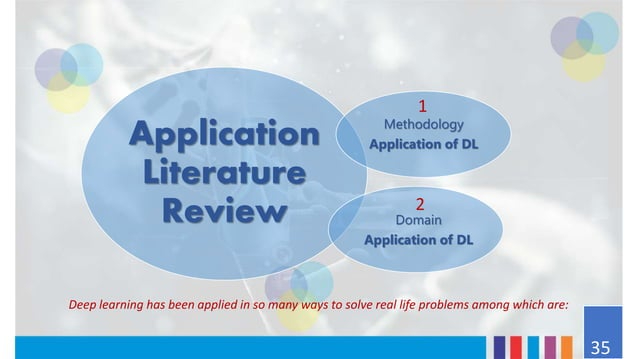 Application
Literature
Review
1
Methodology
Application of DL
2
Domain
Application of DL
Deep learning has been applied in so many ways to solve real life problems among which are:
35